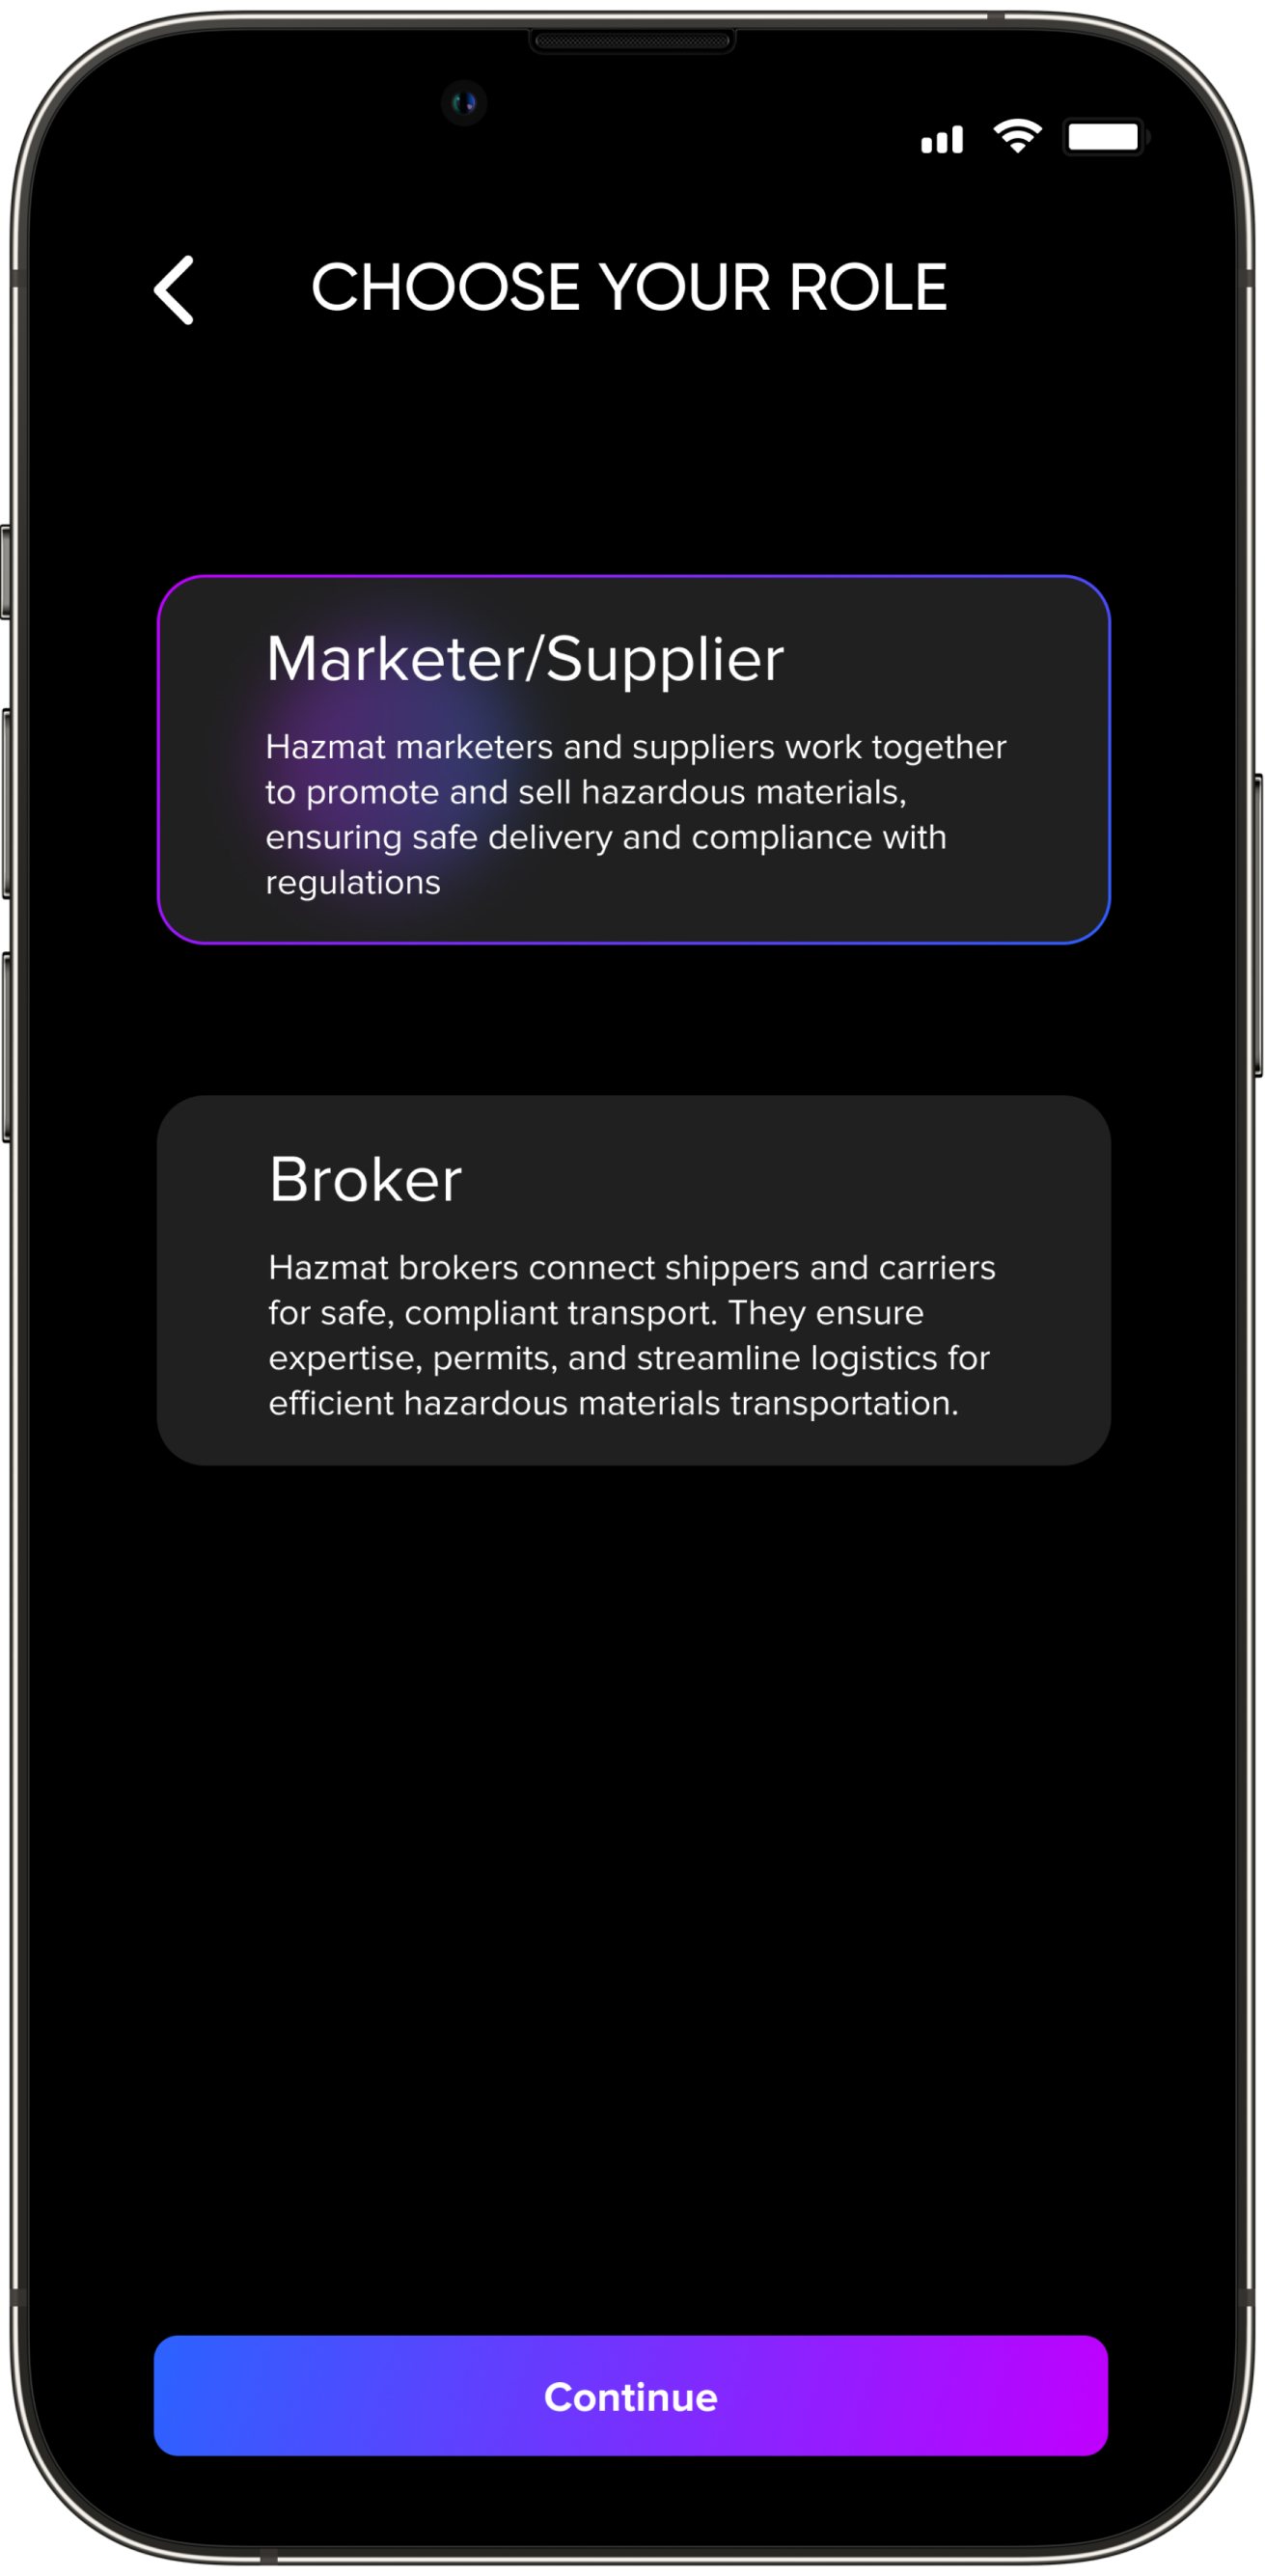 CHOOSE YOUR ROLE
Marketer/Supplier
Hazmat marketers and suppliers work together
to promote and sell hazardous materials,
ensuring safe delivery and compliance with
regulations
Broker
Hazmat brokers connect shippers and carriers
for safe, compliant transport. They ensure
expertise, permits, and streamline logistics for
efficient hazardous materials transportation.
Continue